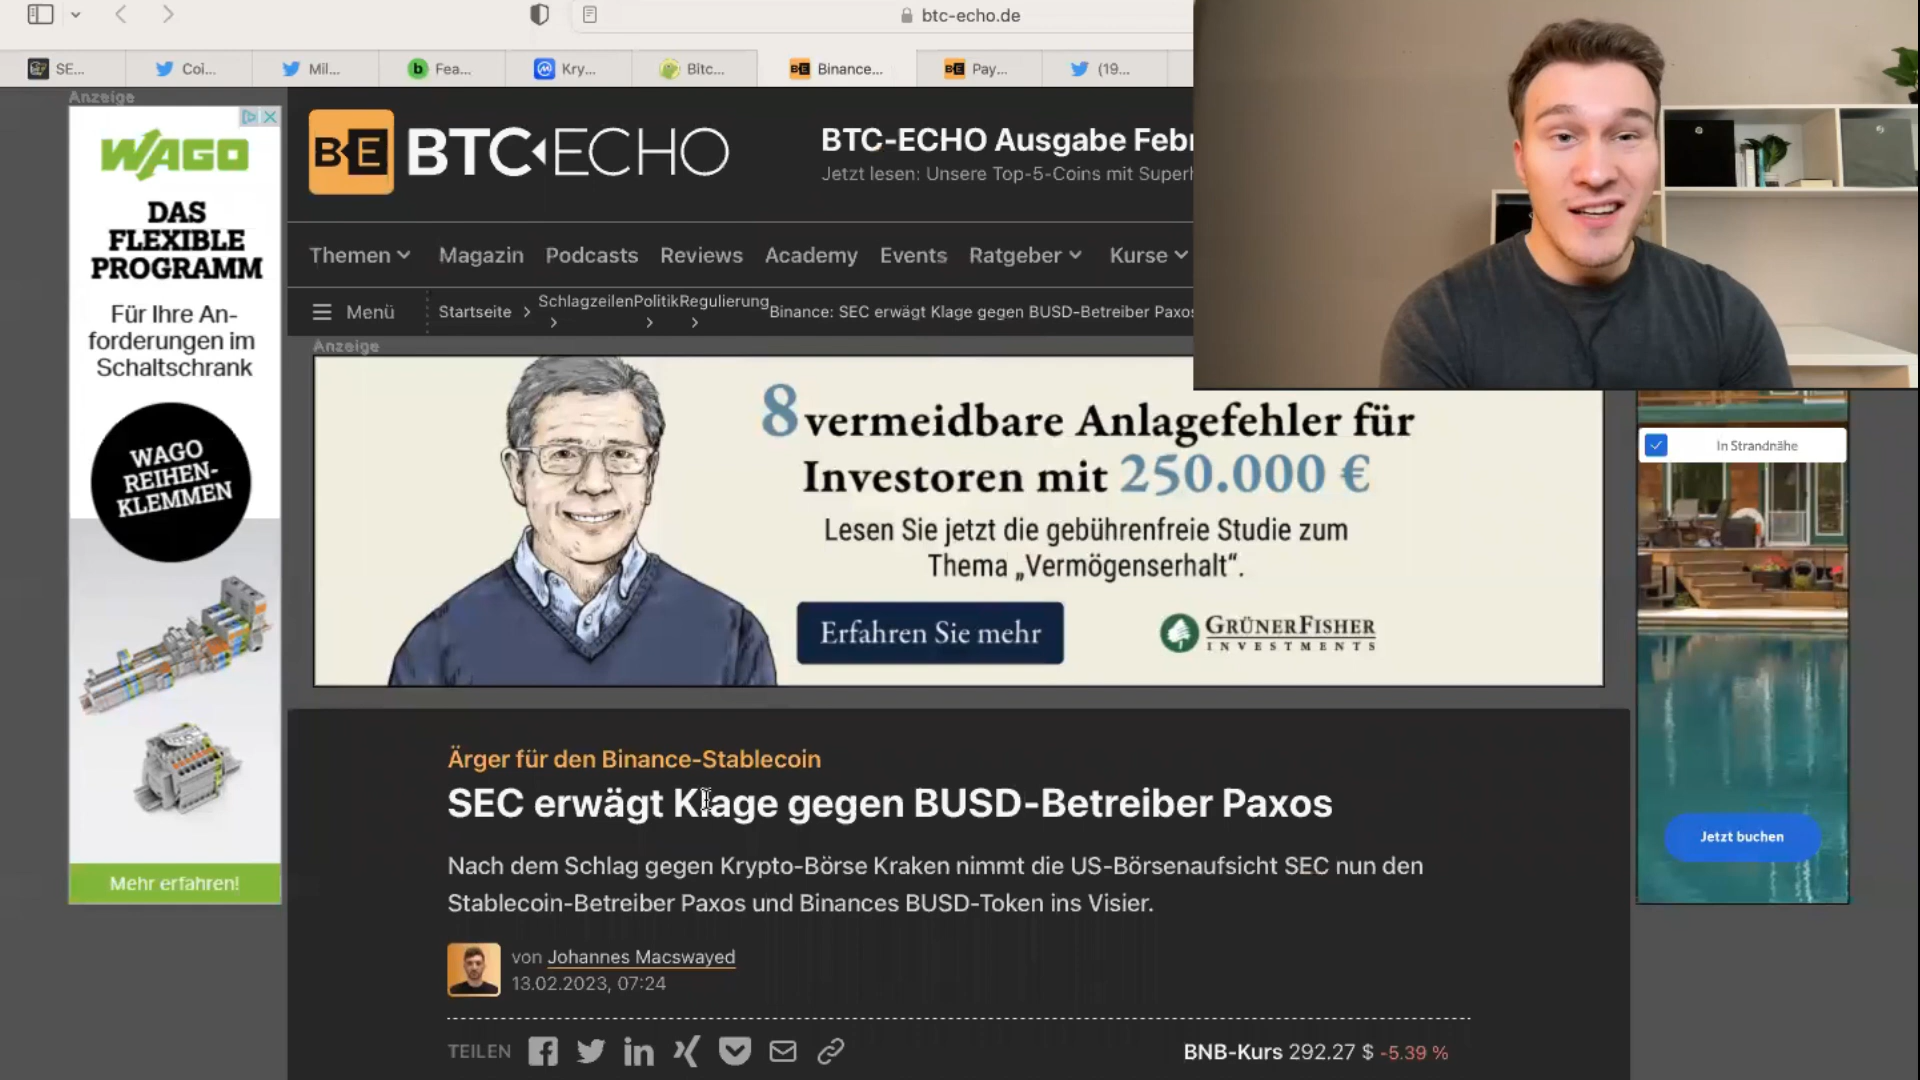 btc-echo.de
SE...
Coi...
Mil...
Fea...
Kry...
Bitc...
Binance...
Pay...
(19...
Anzeige
WAGO
DAS
FLEXIBLE
PROGRAMM
Für Ihre An-
forderungen im
Schaltschrank
WAGO
REIHEN-
KLEMMEN
Mehr erfahren!
BE BTC ECHO
BTC-ECHO Ausgabe Febr
Jetzt lesen: Unsere Top-5-Coins mit Super
Themen Magazin Podcasts Reviews Academy Events Ratgeber Kurse
Menü Startseite Schlagzeilen Politik Regulierung Binance: SEC erwägt Klage gegen BUSD-Betreiber Paxos
Anzeige
8 vermeidbare Anlagefehler für
Investoren mit 250.000 €
Lesen Sie jetzt die gebührenfreie Studie zum
Thema „Vermögenserhalt“.
Erfahren Sie mehr
GRÜNERFISHER
INVESTMENTS
In Strandnähe
Jetzt buchen
Ärger für den Binance-Stablecoin
SEC erwägt Klage gegen BUSD-Betreiber Paxos
Nach dem Schlag gegen Krypto-Börse Kraken nimmt die US-Börsenaufsicht SEC nun den
Stablecoin-Betreiber Paxos und Binances BUSD-Token ins Visier.
von Johannes Macswayed
13.02.2023, 07:24
TEILEN
BNB-Kurs 292.27 $ -5.39 %